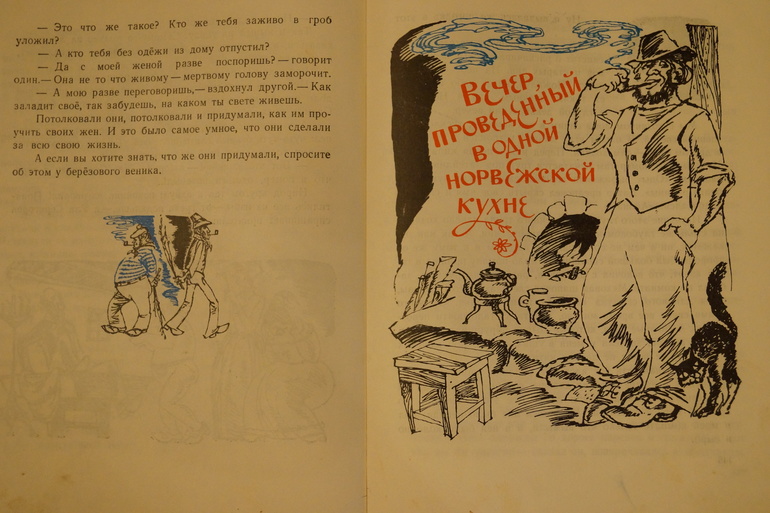 — Это что же такое? Кто же тебя заживо в гроб
уложил?
— А кто тебя без одёжи из дому отпустил?
— Да с моей женой разве поспоришь? — говорит
один. — Она не то что живому — мертвому голову заморочит.
— А мою разве переговоришь, — вздохнул другой. — Как
заладит своё, так забудешь, на каком ты свете живешь.
Потолковали они, потолковали и придумали, как им про-
учить своих жен. И это было самое умное, что они сделали
за всю свою жизнь.
А если вы хотите знать, что же они придумали, спросите
об этом у берёзового веника.
Вечер,
проведенный
в одной
норвежской
кухне